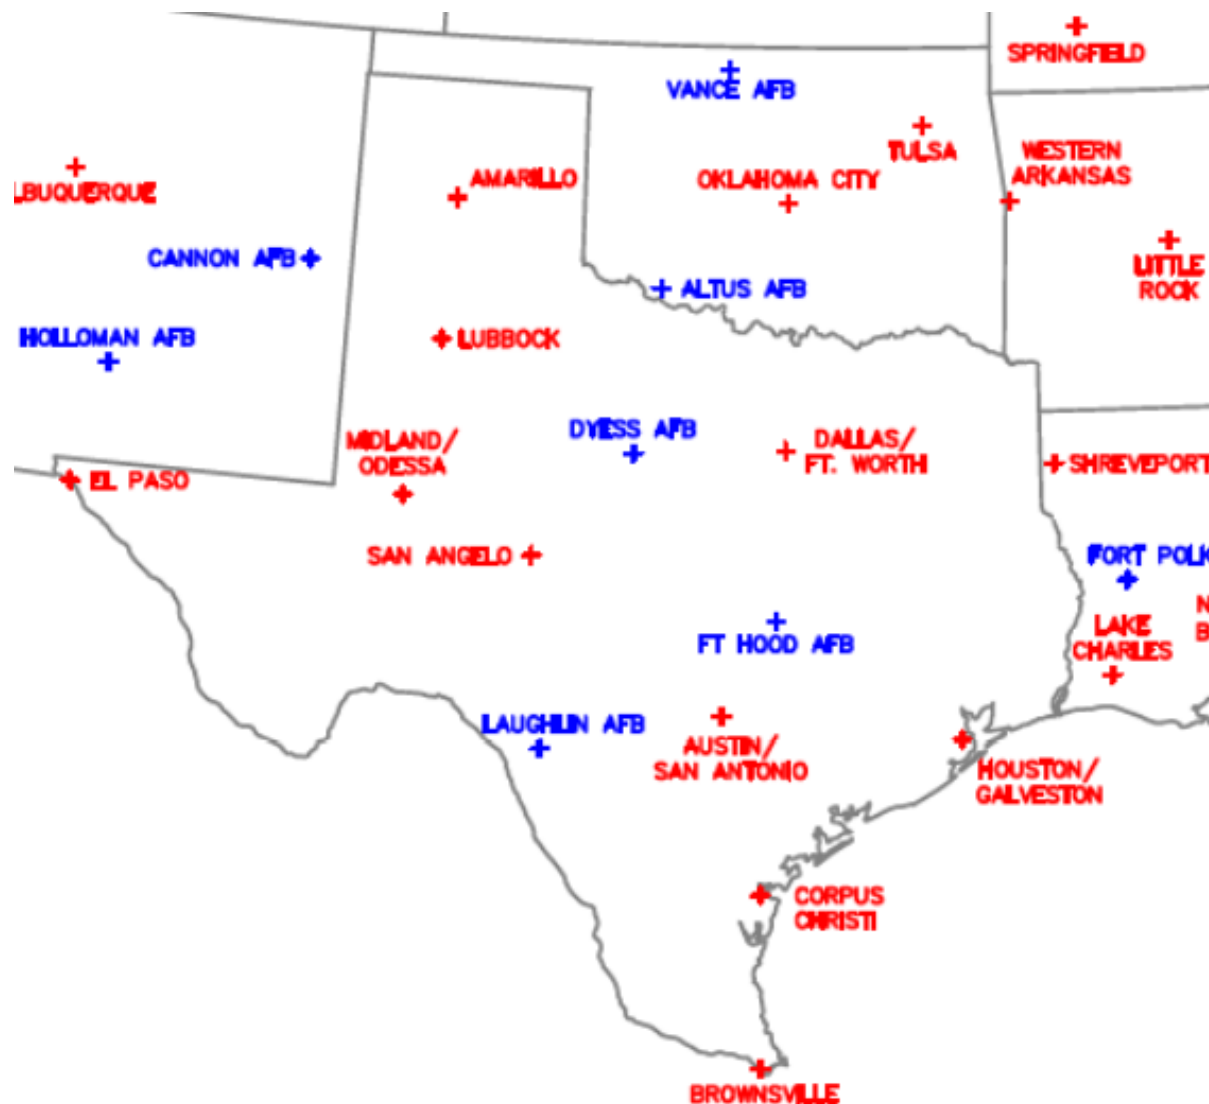 SPRINGFIELD
VANCE AFB
TULSA
WESTERN
ARKANSAS
AMARILLO
OKLAHOMA CITY
LBUQUERQUE
CANNON AFB
LITTLE
ROCK
ALTUS AFB
HOLLOMAN AFB
LUBBOCK
DYESS AFB
MIDLAND/
ODESSA
DALLAS/
FT. WORTH
EL PASO
SHREVEPORT
SAN ANGELO
FORT POLK
N
B
LAKE
CHARLES
FT HOOD AFB
LAUGHLIN AFB
AUSTIN/
SAN ANTONIO
HOUSTON/
GALVESTON
CORPUS
CHRISTI
BROWNSVILLE